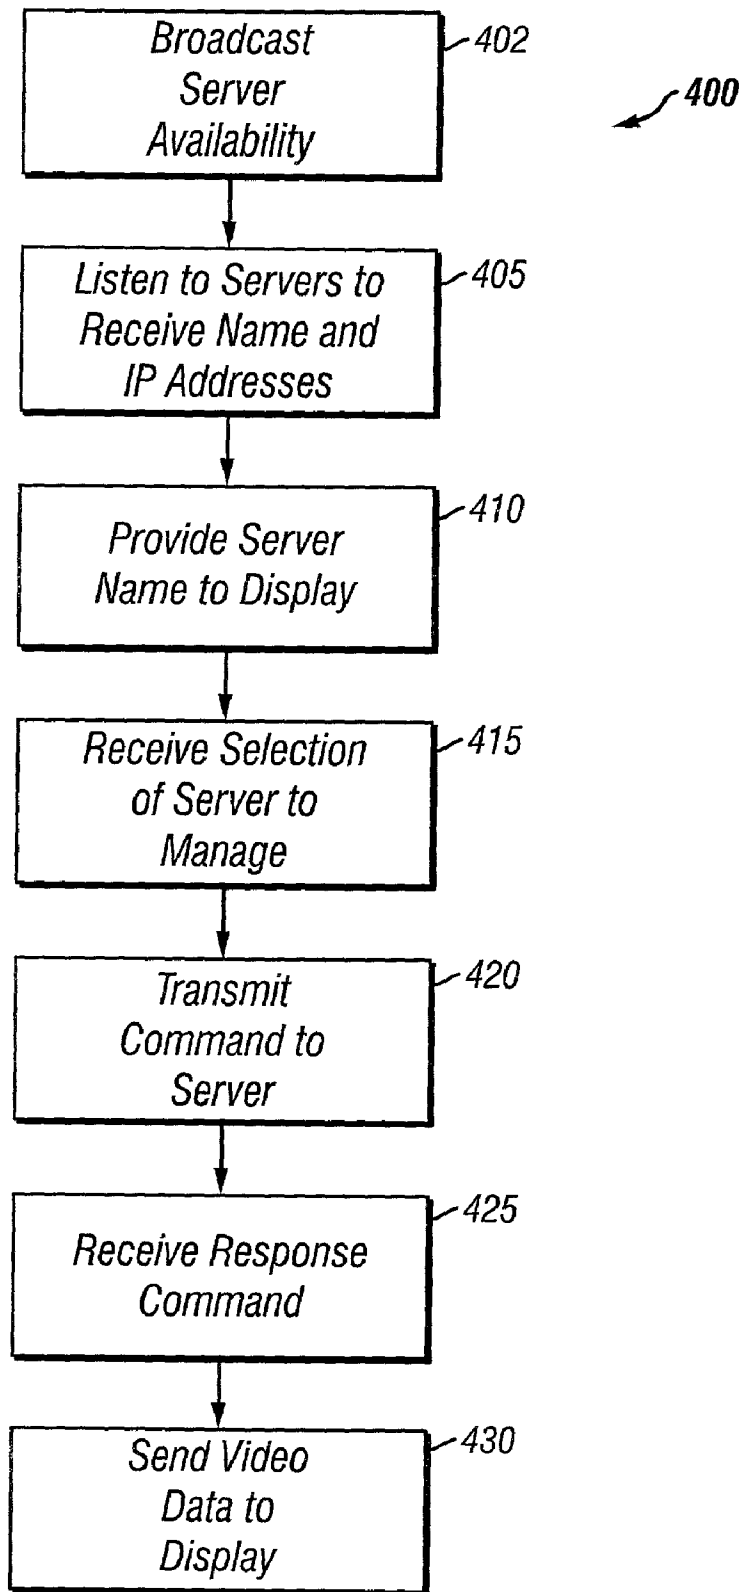 Broadcast
Server
Availability
402
400
Listen to Servers to
Receive Name and
IP Addresses
405
Provide Server
Name to Display
410
Receive Selection
of Server to
Manage
415
Transmit
Command to
Server
420
Receive Response
Command
425
Send Video
Data to
Display
430